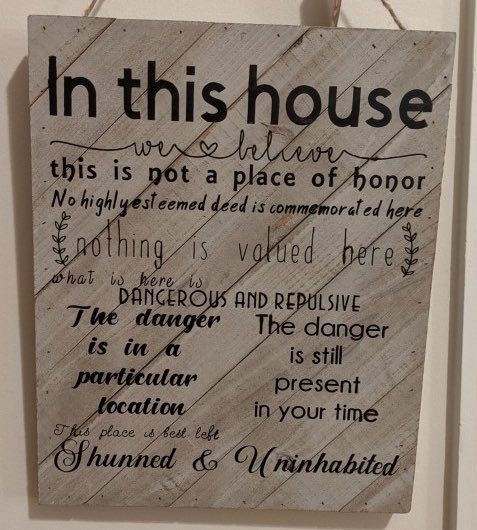 In this house
we believe
this is not a place of honor
No highly esteemed deed is commemorated here.
nothing is valued here
what is here is
DANGEROUS AND REPULSIVE
The danger
is in a
particular
location
The danger
is still
present
in your time
This place is best left
Shunned & Uninhabited